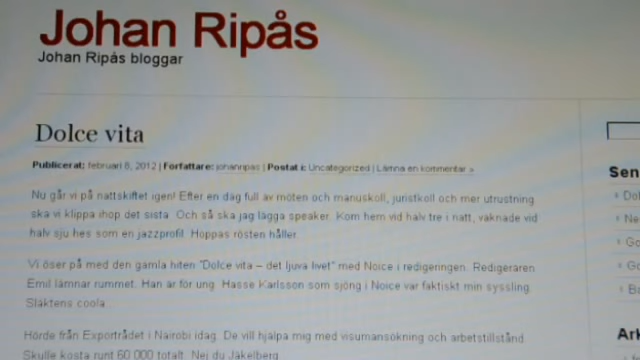 Johan Ripås
Johan Ripås bloggar
Dolce vita
Publicerat: februari 8, 2012 | Författare: johanripas | Postat i: Uncategorized | Lämna en kommentar »
Nu går vi på nattskiftet igen! Efter en dag full av möten och manuskoll, juristkoll och mer utrustning
ska vi klippa ihop det sista. Och så ska jag lägga speaker. Kom hem vid halv tre i natt, vaknade vid
halv sju hes som en jazzprofil. Hoppas rösten håller.
Vi öser på med den gamla hiten "Dolce vita – det ljuva livet" med Noice i redigeringen. Redigeraren
Emil lämnar rummet. Han är för ung. Hasse Karlsson som sjöng i Noice var faktiskt min syssling.
Släktens coola.
Hörde från Exportrådet i Nairobi idag. De vill hjälpa mig med visumansökning och arbetstillstånd.
Skulle kosta runt 60 000 totalt. Nej du Jäkelberg
Sen
Dol
Ne
Go
Go
Ark